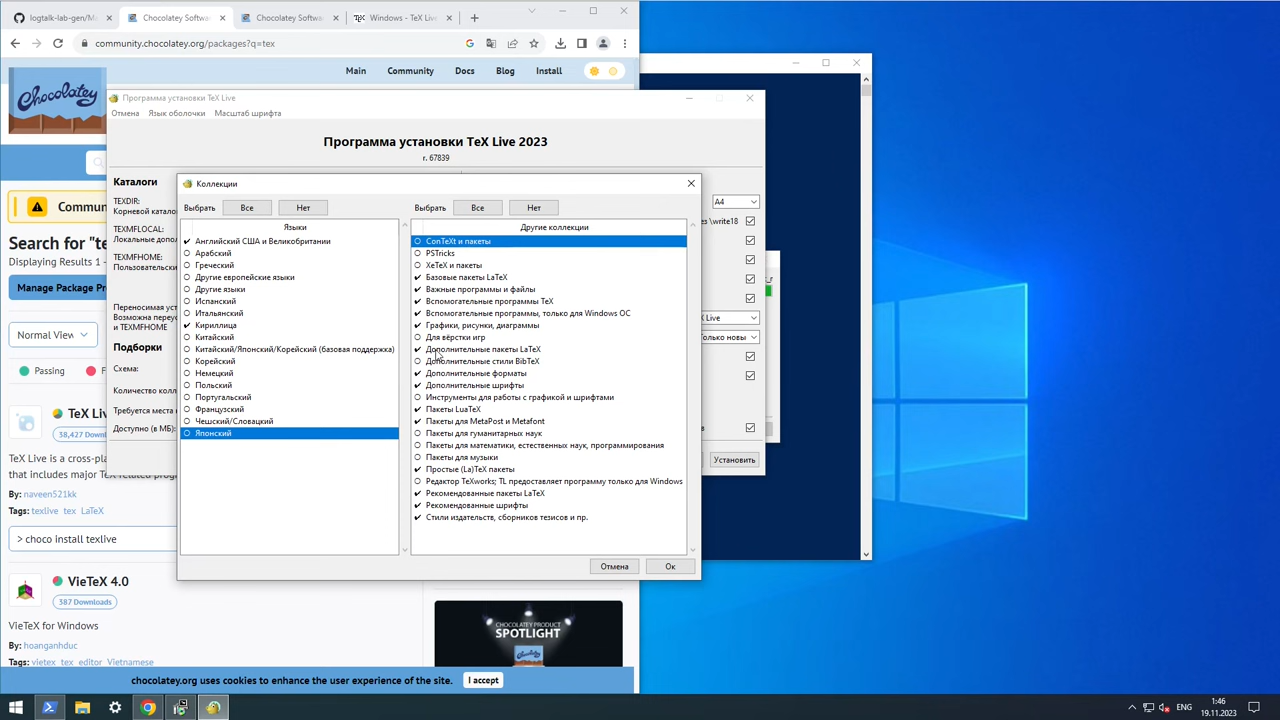 logtalk-lab-gen/M
Chocolatey Softwa
Chocolatey Softwa
Windows - TeX Live
community.chocolatey.org/packages?q=tex
Main
Community
Docs
Blog
Install
Chocolatey
Программа установки TeX Live
Отмена
Язык оболочки
Масштаб шрифта
Программа установки TeX Live 2023
r. 67839
Каталоги
TEXDIR:
Корневой катало
TEXMFLOCAL:
Локальные допо
TEXMFHOME:
Пользовательски
Переносимая уст
Возможна переус
и TEXMFHOME
Подборки
Схема:
Количество колл
Требуется места
Доступно (в МБ):
A4
ies \write18
X Live
Только новы
Установить
Коллекции
Выбрать
Все
Нет
Языки
Английский США и Великобритании
Арабский
Греческий
Другие европейские языки
Другие языки
Испанский
Итальянский
Кириллица
Китайский
Китайский/Японский/Корейский (базовая поддержка)
Корейский
Немецкий
Польский
Португальский
Французский
Чешский/Словацкий
Японский
Выбрать
Все
Нет
Другие коллекции
ConTeXt и пакеты
PSTricks
XeTeX и пакеты
Базовые пакеты LaTeX
Важные программы и файлы
Вспомогательные программы TeX
Вспомогательные программы, только для Windows ОС
Графики, рисунки, диаграммы
Для вёрстки игр
Дополнительные пакеты LaTeX
Дополнительные стили BibTeX
Дополнительные форматы
Дополнительные шрифты
Инструменты для работы с графикой и шрифтами
Пакеты LuaTeX
Пакеты для MetaPost и Metafont
Пакеты для гуманитарных наук
Пакеты для математики, естественных наук, программирования
Пакеты для музыки
Простые (La)TeX пакеты
Редактор TeXworks; TL предоставляет программу только для Windows
Рекомендованные пакеты LaTeX
Рекомендованные шрифты
Стили издательств, сборников тезисов и пр.
Отмена
Ок
Commun
Search for "te
Displaying Results 1 -
Manage Package Pr
Normal View
Passing
F
TeX Liv
38,427 Downl
TeX Live is a cross-pla
that includes major TeX-related prog
By: naveen521kk
Tags: texlive tex LaTeX
> choco install texlive
VieTeX 4.0
387 Downloads
VieTeX for Windows
By: hoanganhduc
Tags: vietex tex editor Vietnamese
CHOCOLATEY PRODUCT
SPOTLIGHT
chocolatey.org uses cookies to enhance the user experience of the site.
I accept
ENG
1:46
19.11.2023